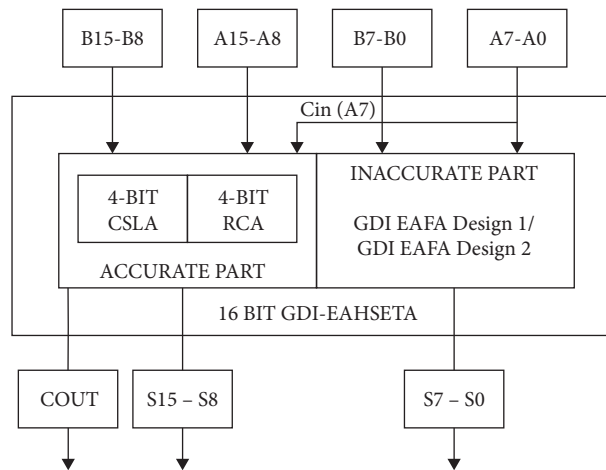 B15-B8
A15-A8
B7-B0
A7-A0
Cin (A7)
4-BIT
CSLA
4-BIT
RCA
ACCURATE PART
INACCURATE PART
GDI EAFA Design 1/
GDI EAFA Design 2
16 BIT GDI-EAHSETA
COUT
S15 – S8
S7 – S0